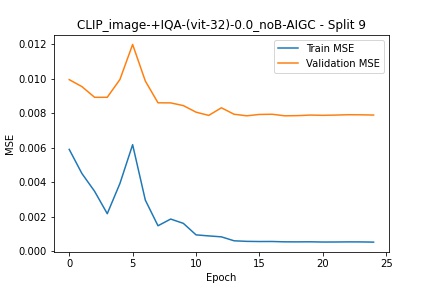 CLIP_image-+IQA-(vit-32)-0.0_noB-AIGC - Split 9
Train MSE
Validation MSE
0.012
0.010
0.008
0.006
0.004
0.002
0.000
MSE
0 5 10 15 20 25
Epoch